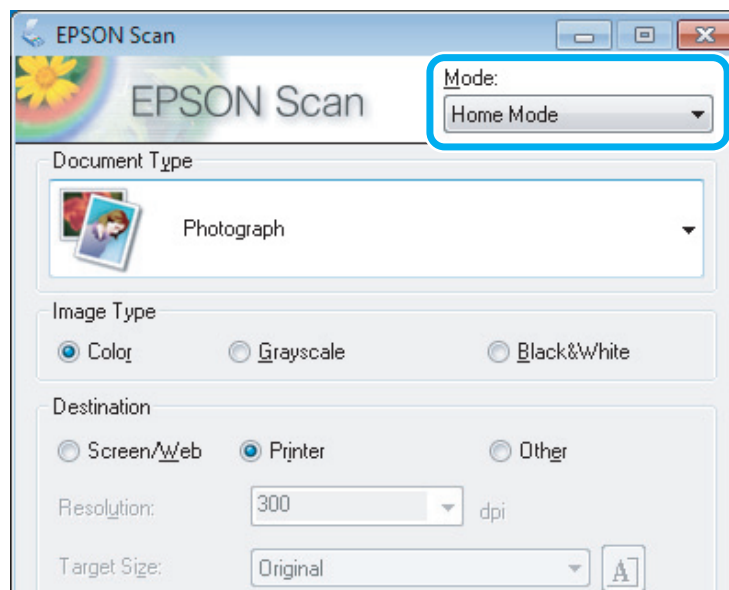 EPSON Scan
EPSON Scan
Mode:
Home Mode
Document Type
Photograph
Image Type
Color Grayscale Black&White
Destination
Screen/Web Printer Other
Resolution: 300 dpi
Target Size: Original A